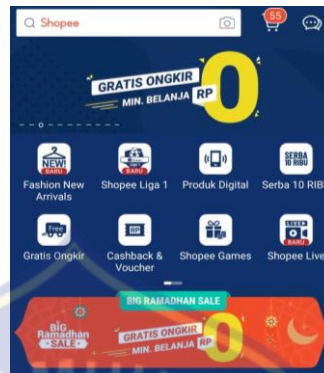 Shopee
55
GRATIS ONGKIR
MIN. BELANJA RP 0
NEW!
BARU
Fashion New
Arrivals
BARU
Shopee Liga 1
Produk Digital
SERBA
10 RIBU
Serba 10 RIB
Free
Gratis Ongkir
RP
Cashback &
Voucher
Shopee Games
LIVE
BARU
Shopee Live
BIG RAMADHAN SALE
BIG
Ramadhan
SALE
GRATIS ONGKIR
MIN. BELANJA RP 0